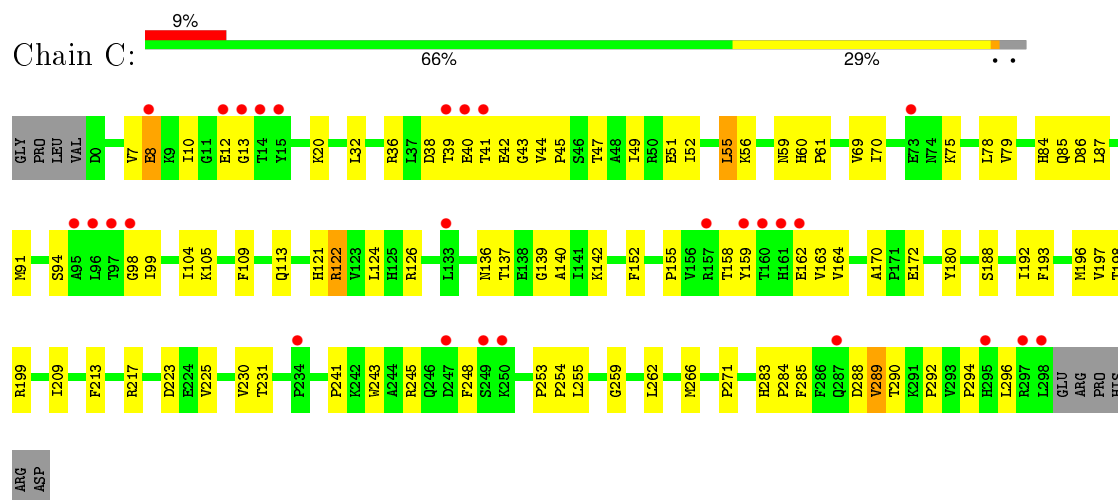 9%
Chain C:
66% 29% • •
GLY PRO LEU VAL D0 V7 E8 K9 I10 G11 E12 G13 T14 Y15 K20 L32 R36 L37 D38 T39 E40 T41 E42 G43 V44 P45 S46 T47 A48 I49 R50 E51 I52 L55 K56 N59 H60 P61 V69 I70 E73 N74 K75 L78 V79 H84 Q85 D86 L87
M91 S94 A95 L96 T97 G98 I99 I104 K105 F109 Q113 H121 R122 V123 L124 H125 R126 L133 N136 T137 E138 G139 A140 I141 K142 F152 P155 V156 R157 T158 Y159 T160 H161 E162 V163 V164 A170 P171 E172 Y180 S188 I192 F193 M196 V197 T198
R199 I209 F213 R217 D223 E224 V225 V230 T231 P234 P241 K242 W243 A244 R245 Q246 D247 F248 S249 K250 P253 P254 L255 G259 L262 M266 P271 H283 P284 F285 F286 Q287 D288 V289 T290 K291 P292 V293 P294 H295 L296 R297 L298 GLU ARG PRO HIS
ARG ASP